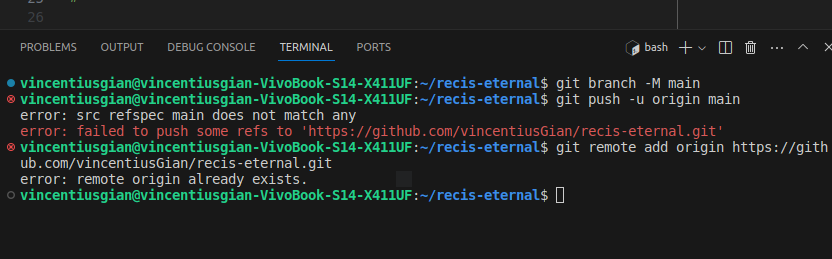 26
PROBLEMS OUTPUT DEBUG CONSOLE TERMINAL PORTS bash
vincentiusgian@vincentiusgian-VivoBook-S14-X411UF:~/recis-eternal$ git branch -M main
vincentiusgian@vincentiusgian-VivoBook-S14-X411UF:~/recis-eternal$ git push -u origin main
error: src refspec main does not match any
error: failed to push some refs to 'https://github.com/vincentiusGian/recis-eternal.git'
vincentiusgian@vincentiusgian-VivoBook-S14-X411UF:~/recis-eternal$ git remote add origin https://gith
ub.com/vincentiusGian/recis-eternal.git
error: remote origin already exists.
vincentiusgian@vincentiusgian-VivoBook-S14-X411UF:~/recis-eternal$